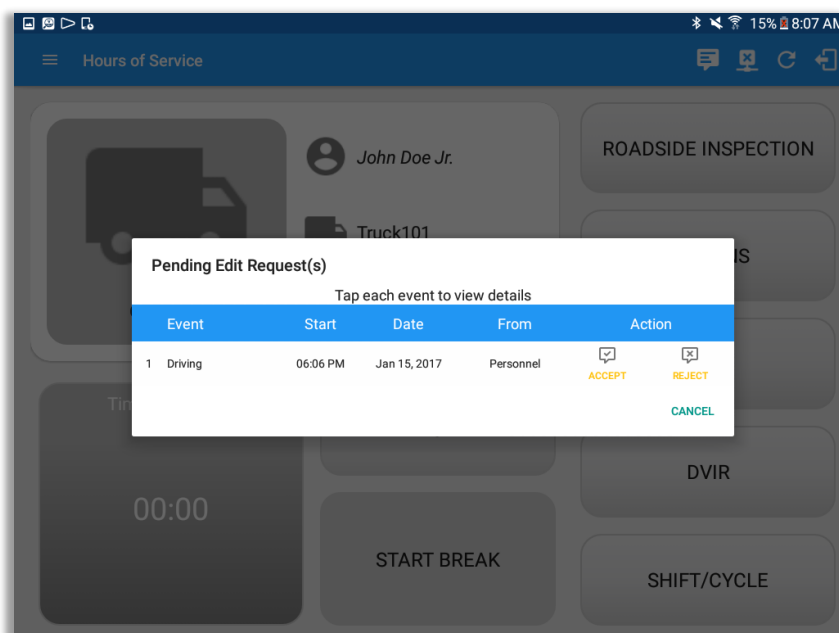 15% 8:07 AM
Hours of Service
John Doe Jr.
Truck101
ROADSIDE INSPECTION
Pending Edit Request(s)
Tap each event to view details
Event Start Date From Action
1 Driving 06:06 PM Jan 15, 2017 Personnel ACCEPT REJECT
CANCEL
00:00
START BREAK
DVIR
SHIFT/CYCLE